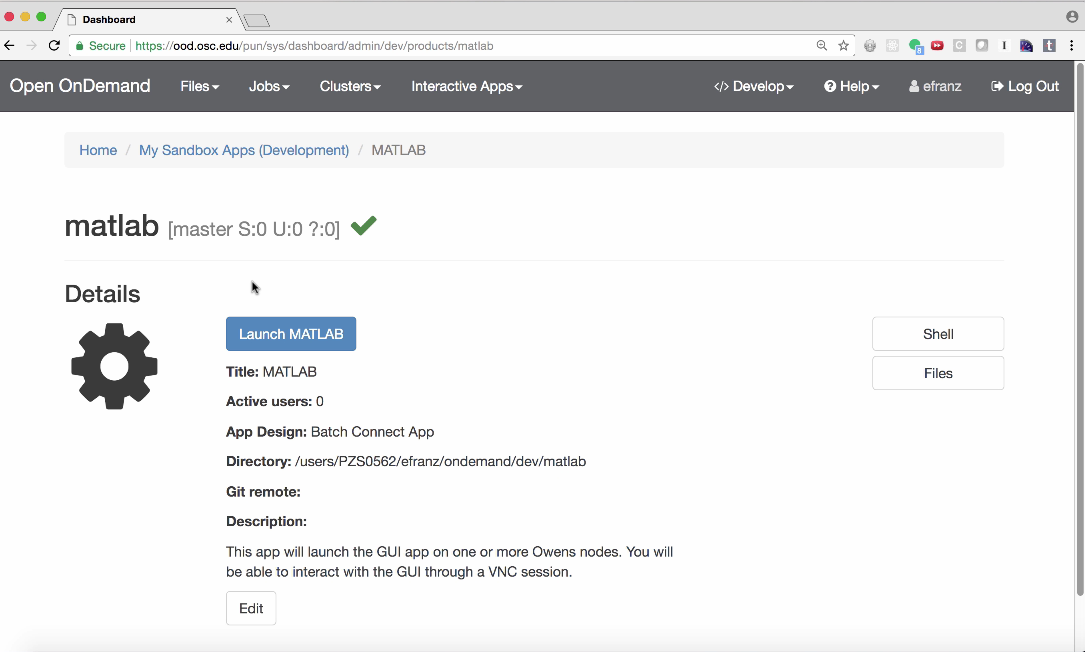 Dashboard
Secure https://ood.osc.edu/pun/sys/dashboard/admin/dev/products/matlab
Open OnDemand Files Jobs Clusters Interactive Apps </> Develop Help efranz Log Out
Home / My Sandbox Apps (Development) / MATLAB
matlab [master S:0 U:0 ?:0]
Details
Launch MATLAB
Shell
Title: MATLAB
Files
Active users: 0
App Design: Batch Connect App
Directory: /users/PZS0562/efranz/ondemand/dev/matlab
Git remote:
Description:
This app will launch the GUI app on one or more Owens nodes. You will
be able to interact with the GUI through a VNC session.
Edit